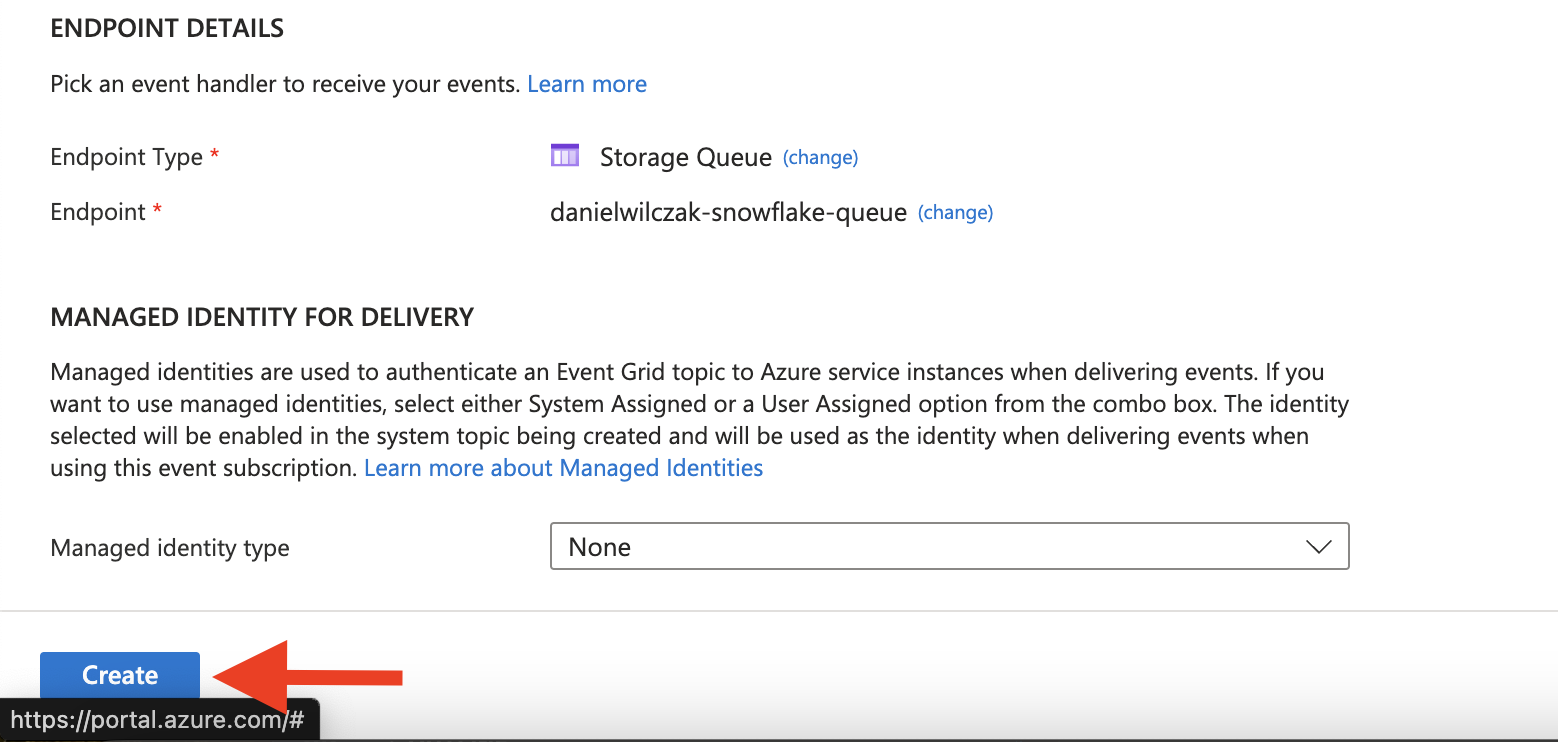 ENDPOINT DETAILS
Pick an event handler to receive your events. Learn more
Endpoint Type *
Storage Queue (change)
Endpoint *
danielwilczak-snowflake-queue (change)
MANAGED IDENTITY FOR DELIVERY
Managed identities are used to authenticate an Event Grid topic to Azure service instances when delivering events. If you
want to use managed identities, select either System Assigned or a User Assigned option from the combo box. The identity
selected will be enabled in the system topic being created and will be used as the identity when delivering events when
using this event subscription. Learn more about Managed Identities
Managed identity type
None
Create
https://portal.azure.com/#